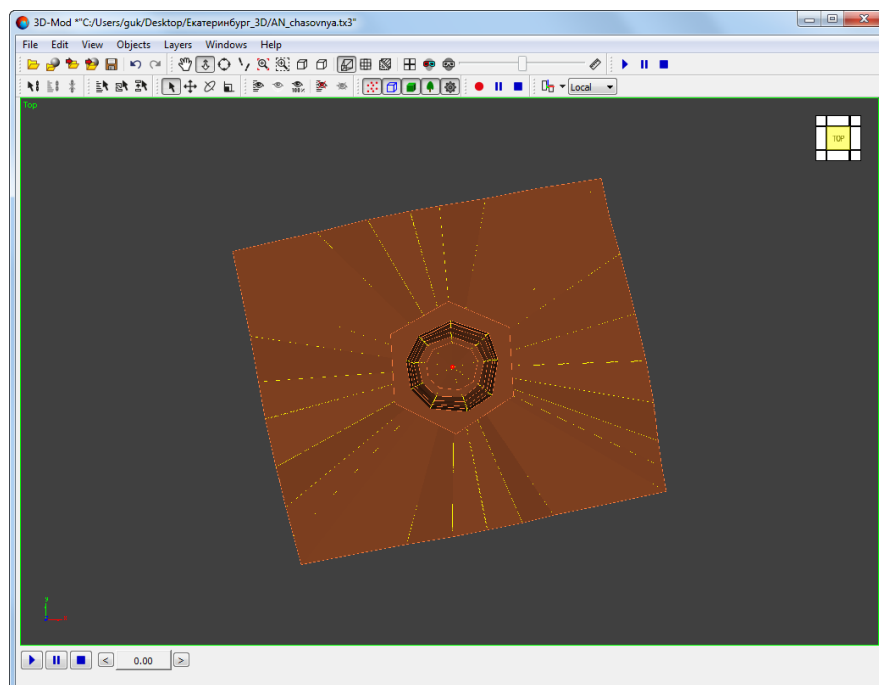 3D-Mod *"C:/Users/guk/Desktop/Екатеринбург_3D/AN_chasovnya.tx3"
File Edit View Objects Layers Windows Help
100%
Local
Top
TOP
0.00